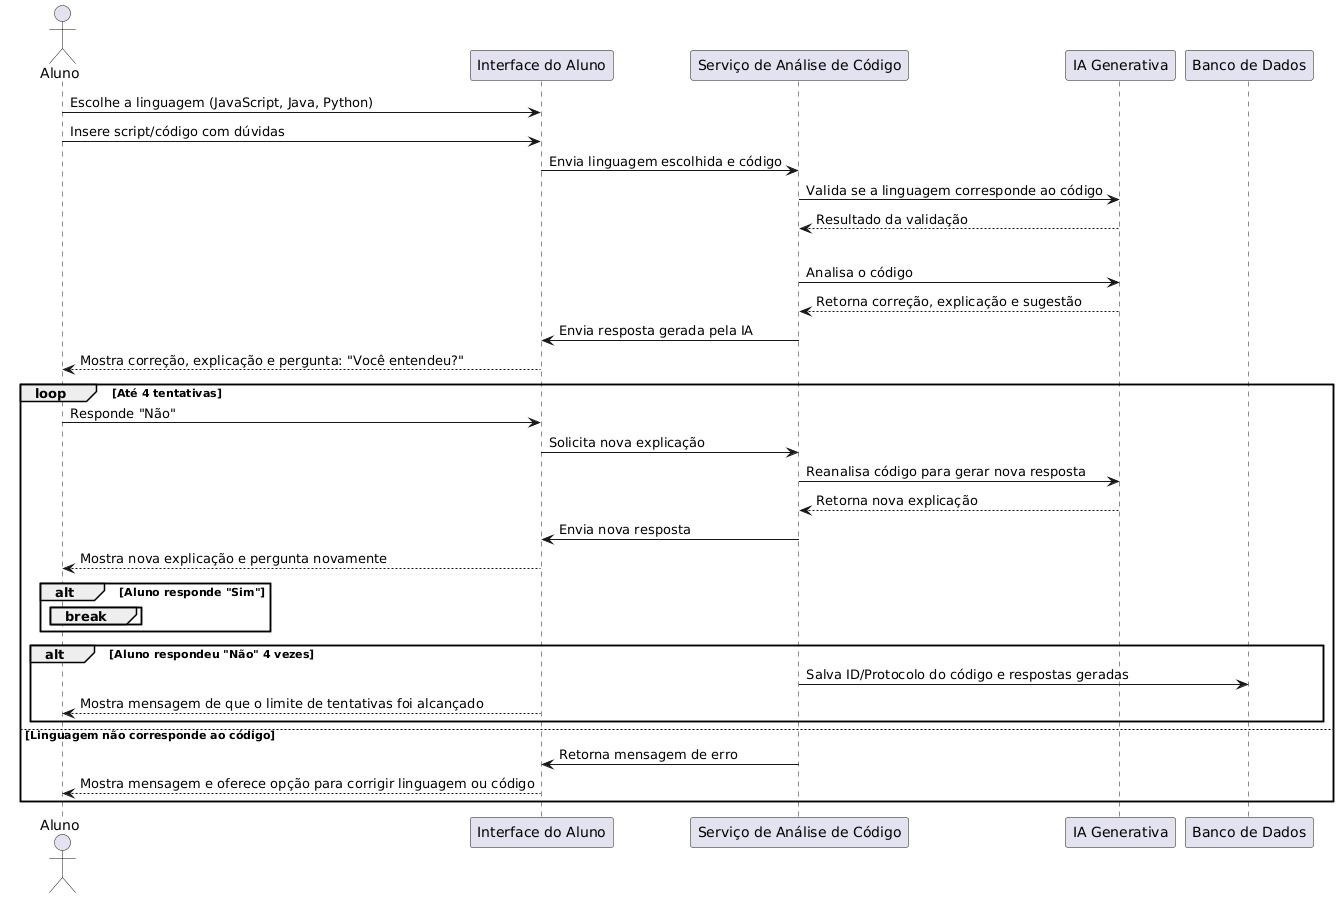 Aluno
Interface do Aluno
Serviço de Análise de Código
IA Generativa
Banco de Dados
Escolhe a linguagem (JavaScript, Java, Python)
Insere script/código com dúvidas
Envia linguagem escolhida e código
Valida se a linguagem corresponde ao código
Resultado da validação
Analisa o código
Retorna correção, explicação e sugestão
Envia resposta gerada pela IA
Mostra correção, explicação e pergunta: "Você entendeu?"
loop [Até 4 tentativas]
Responde "Não"
Solicita nova explicação
Reanalisa código para gerar nova resposta
Retorna nova explicação
Envia nova resposta
Mostra nova explicação e pergunta novamente
alt [Aluno responde "Sim"]
break
alt [Aluno respondeu "Não" 4 vezes]
Salva ID/Protocolo do código e respostas geradas
Mostra mensagem de que o limite de tentativas foi alcançado
[Linguagem não corresponde ao código]
Retorna mensagem de erro
Mostra mensagem e oferece opção para corrigir linguagem ou código
Aluno
Interface do Aluno
Serviço de Análise de Código
IA Generativa
Banco de Dados